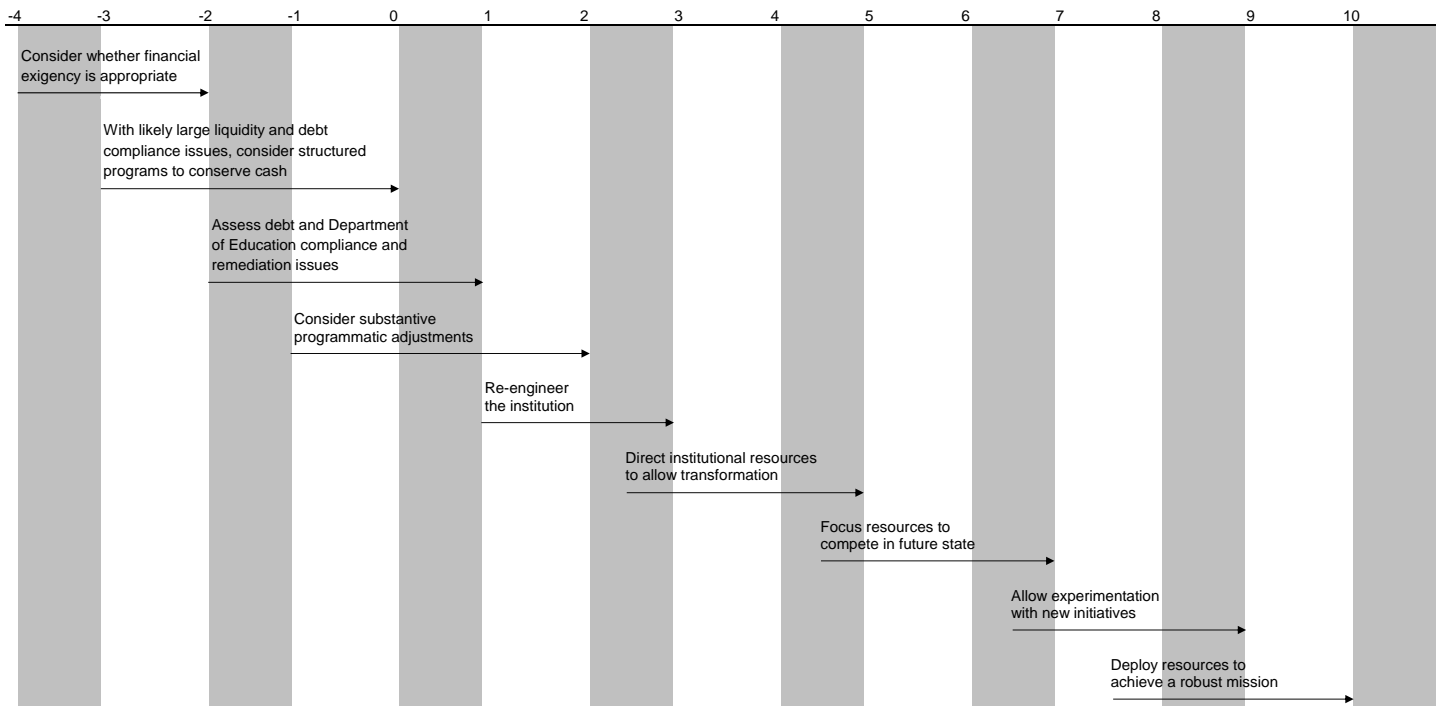 -4 -3 -2 -1 0 1 2 3 4 5 6 7 8 9 10
Consider whether financial
exigency is appropriate
With likely large liquidity and debt
compliance issues, consider structured
programs to conserve cash
Assess debt and Department
of Education compliance and
remediation issues
Consider substantive
programmatic adjustments
Re-engineer
the institution
Direct institutional resources
to allow transformation
Focus resources to
compete in future state
Allow experimentation
with new initiatives
Deploy resources to
achieve a robust mission